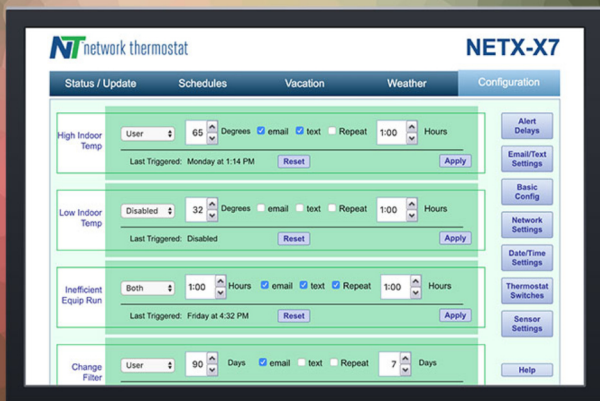 NT network thermostat
NETX-X7
Status / Update Schedules Vacation Weather Configuration
High Indoor Temp User 65 Degrees email text Repeat 1:00 Hours
Last Triggered: Monday at 1:14 PM Reset Apply
Low Indoor Temp Disabled 32 Degrees email text Repeat 1:00 Hours
Last Triggered: Disabled Reset Apply
Inefficient Equip Run Both 1:00 Hours email text Repeat 1:00 Hours
Last Triggered: Friday at 4:32 PM Reset Apply
Change Filter User 90 Days email text Repeat 7 Days
Alert
Delays
Email/Text
Settings
Basic
Config
Network
Settings
Date/Time
Settings
Thermostat
Switches
Sensor
Settings
Help